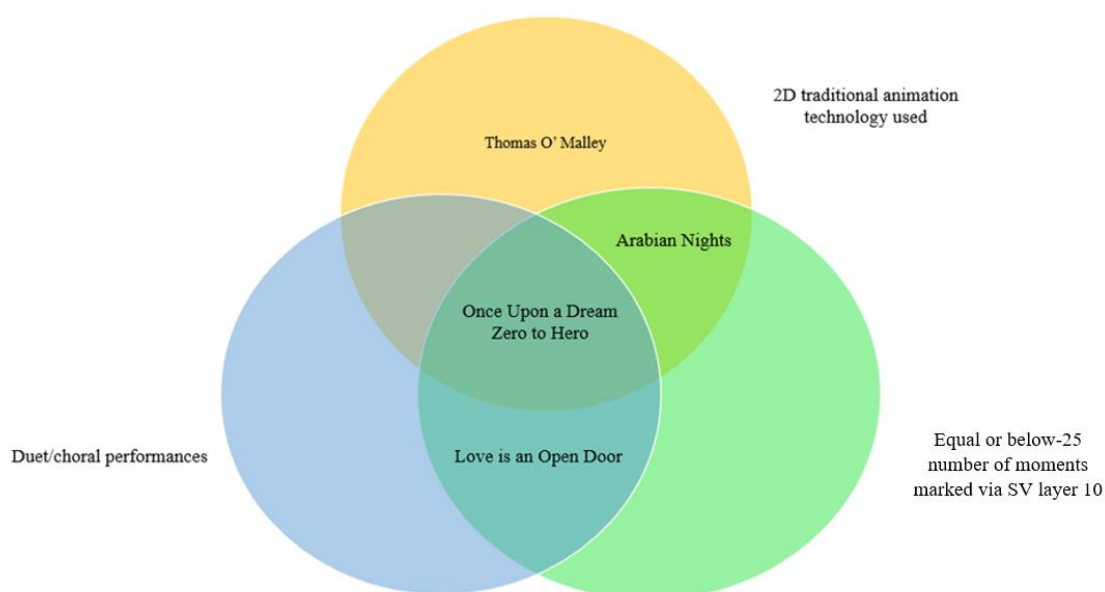 2D traditional animation
technology used
Thomas O’ Malley
Arabian Nights
Once Upon a Dream
Zero to Hero
Duet/choral performances
Love is an Open Door
Equal or below-25
number of moments
marked via SV layer 10